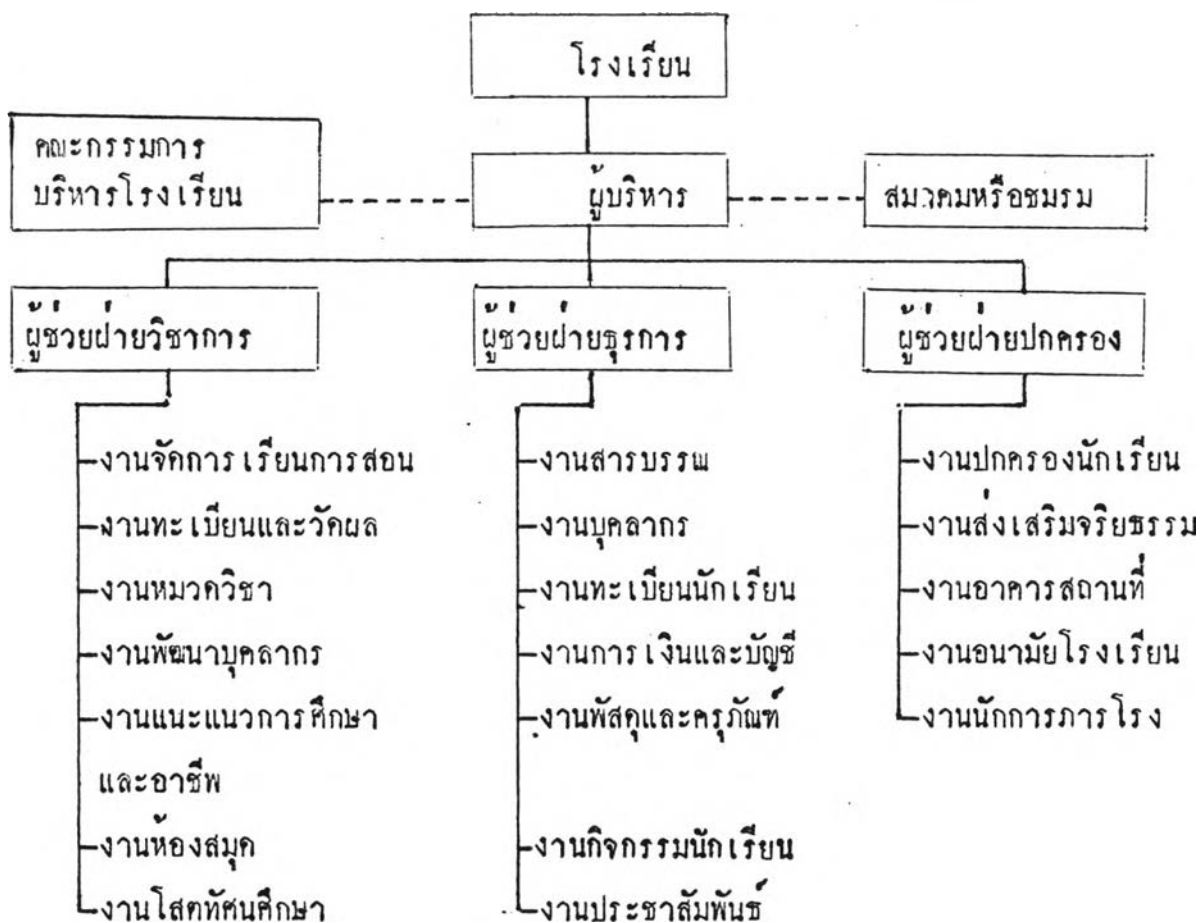 โรงเรียน
คณะกรรมการ
บริหารโรงเรียน
ผู้บริหาร
สมาคมหรือชมรม
ผู้ช่วยฝ่ายวิชาการ
งานจัดการเรียนการสอน
งานทะเบียนและวัดผล
งานหมวดวิชา
งานพัฒนาบุคลากร
งานแนะแนวการศึกษา
และอาชีพ
งานห้องสมุด
งานโสตทัศนศึกษา
ผู้ช่วยฝ่ายธุรการ
งานสารบรรณ
งานบุคลากร
งานทะเบียนนักเรียน
งานการเงินและบัญชี
งานพัสดุและครุภัณฑ์
งานกิจกรรมนักเรียน
งานประชาสัมพันธ์
ผู้ช่วยฝ่ายปกครอง
งานปกครองนักเรียน
งานส่งเสริมจริยธรรม
งานอาคารสถานที่
งานอนามัยโรงเรียน
งานนักการภารโรง